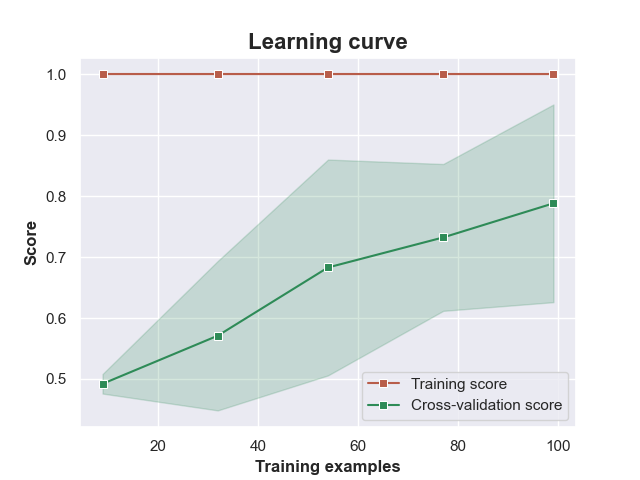 Learning curve
1.0
0.9
0.8
0.7
0.6
0.5
Score
Training score
Cross-validation score
20 40 60 80 100
Training examples